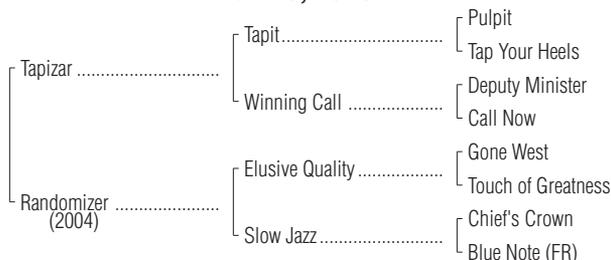 Pulpit
Tapit
Tap Your Heels
Tapizar
Deputy Minister
Winning Call
Call Now
Gone West
Elusive Quality
Touch of Greatness
Randomizer
(2004)
Chief's Crown
Slow Jazz
Blue Note (FR)